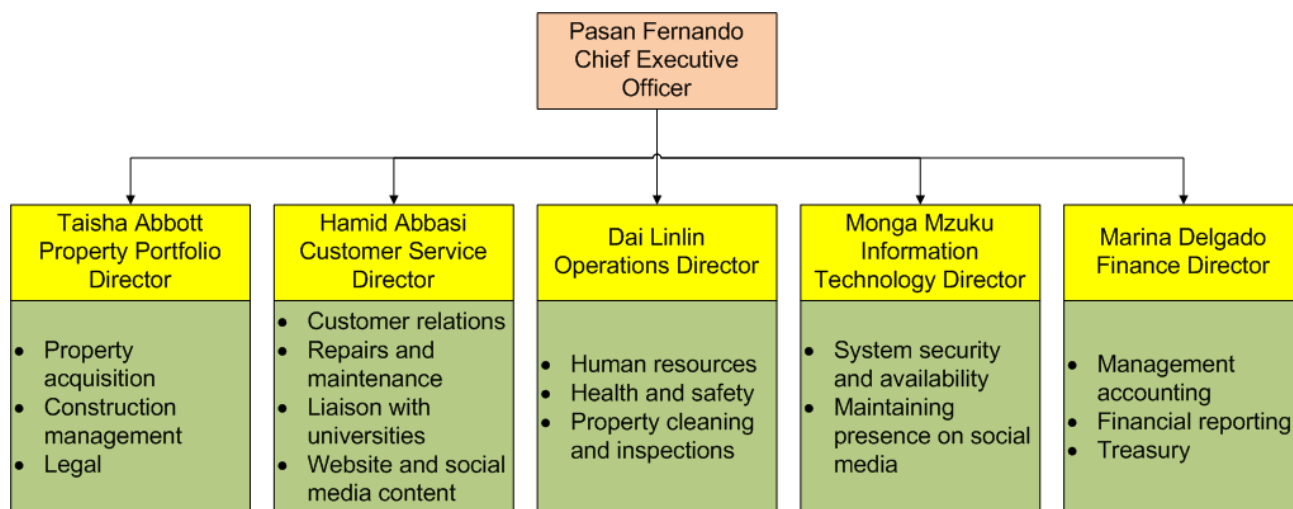 Pasan Fernando
Chief Executive
Officer
Taisha Abbott
Property Portfolio
Director
Hamid Abbasi
Customer Service
Director
Dai Linlin
Operations Director
Monga Mzuku
Information
Technology Director
Marina Delgado
Finance Director
• Property
acquisition
• Construction
management
• Legal
• Customer relations
• Repairs and
maintenance
• Liaison with
universities
• Website and social
media content
• Human resources
• Health and safety
• Property cleaning
and inspections
• System security
and availability
• Maintaining
presence on social
media
• Management
accounting
• Financial reporting
• Treasury